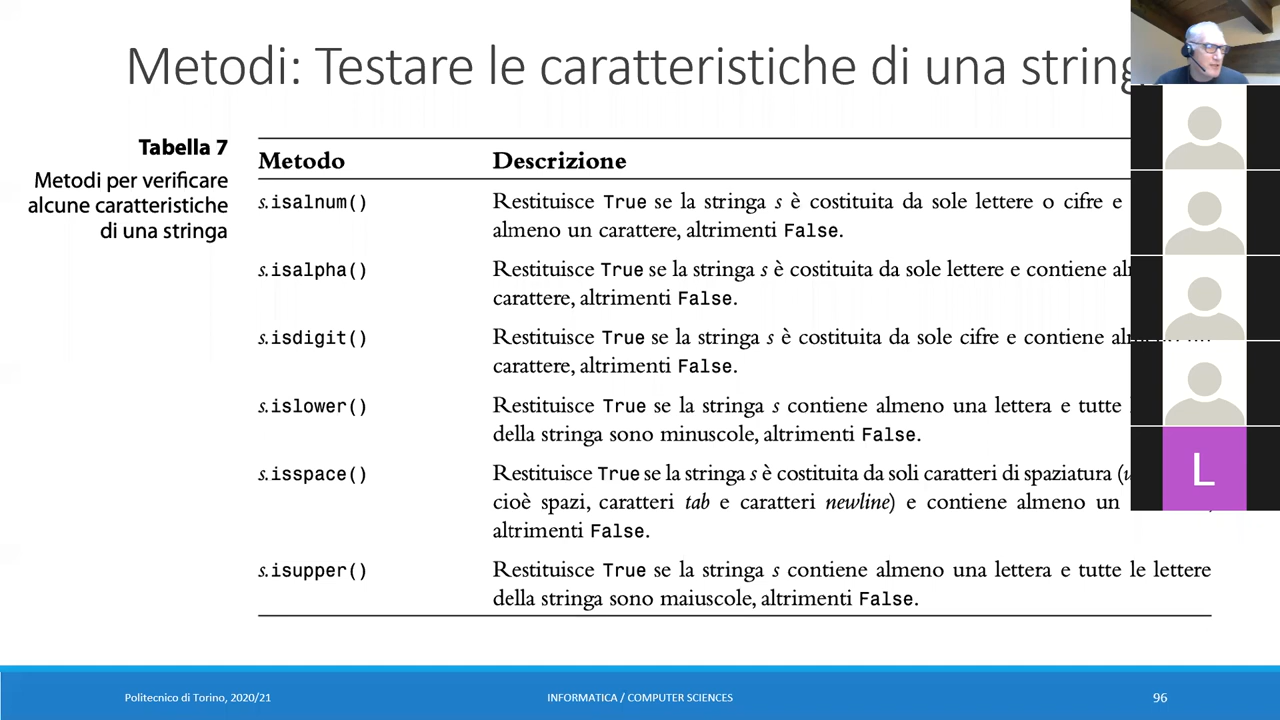 Metodi: Testare le caratteristiche di una string
Tabella 7
Metodi per verificare
alcune caratteristiche
di una stringa
Metodo
Descrizione
s.isalnum()
Restituisce True se la stringa s è costituita da sole lettere o cifre e
almeno un carattere, altrimenti False.
s.isalpha()
Restituisce True se la stringa s è costituita da sole lettere e contiene
carattere, altrimenti False.
s.isdigit()
Restituisce True se la stringa s è costituita da sole cifre e contiene
carattere, altrimenti False.
s.islower()
Restituisce True se la stringa s contiene almeno una lettera e tutte
della stringa sono minuscole, altrimenti False.
s.isspace()
Restituisce True se la stringa s è costituita da soli caratteri di spaziatura (
cioè spazi, caratteri tab e caratteri newline) e contiene almeno un
altrimenti False.
s.isupper()
Restituisce True se la stringa s contiene almeno una lettera e tutte le lettere
della stringa sono maiuscole, altrimenti False.
L
Politecnico di Torino, 2020/21
INFORMATICA / COMPUTER SCIENCES
96